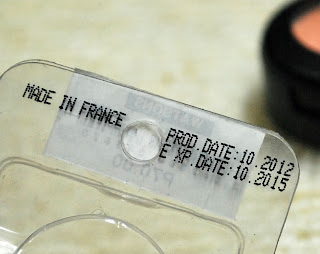 MADE IN FRANCE
PROD.DATE:10.2012
E XP.DATE:10.2015